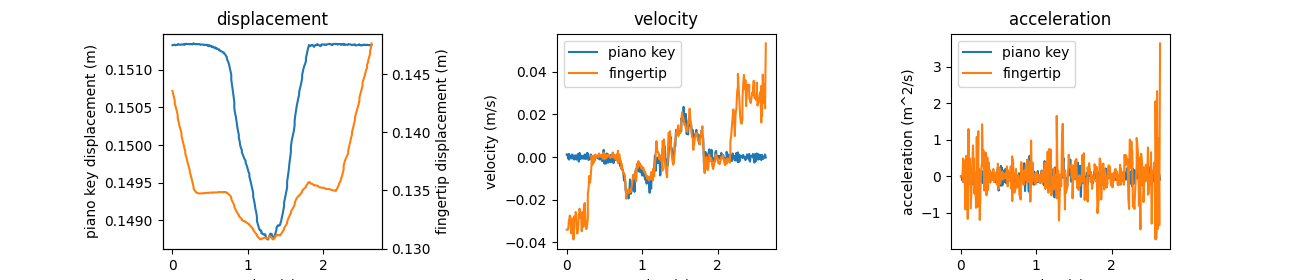 displacement
piano key displacement (m)
0.1510
0.1505
0.1500
0.1495
0.1490
0.145
0.140
0.135
0.130
fingertip displacement (m)
0
1
2
velocity
piano key
fingertip
velocity (m/s)
0.04
0.02
0.00
−0.02
−0.04
0
1
2
acceleration
piano key
fingertip
acceleration (m^2/s)
3
2
1
0
−1
0
1
2